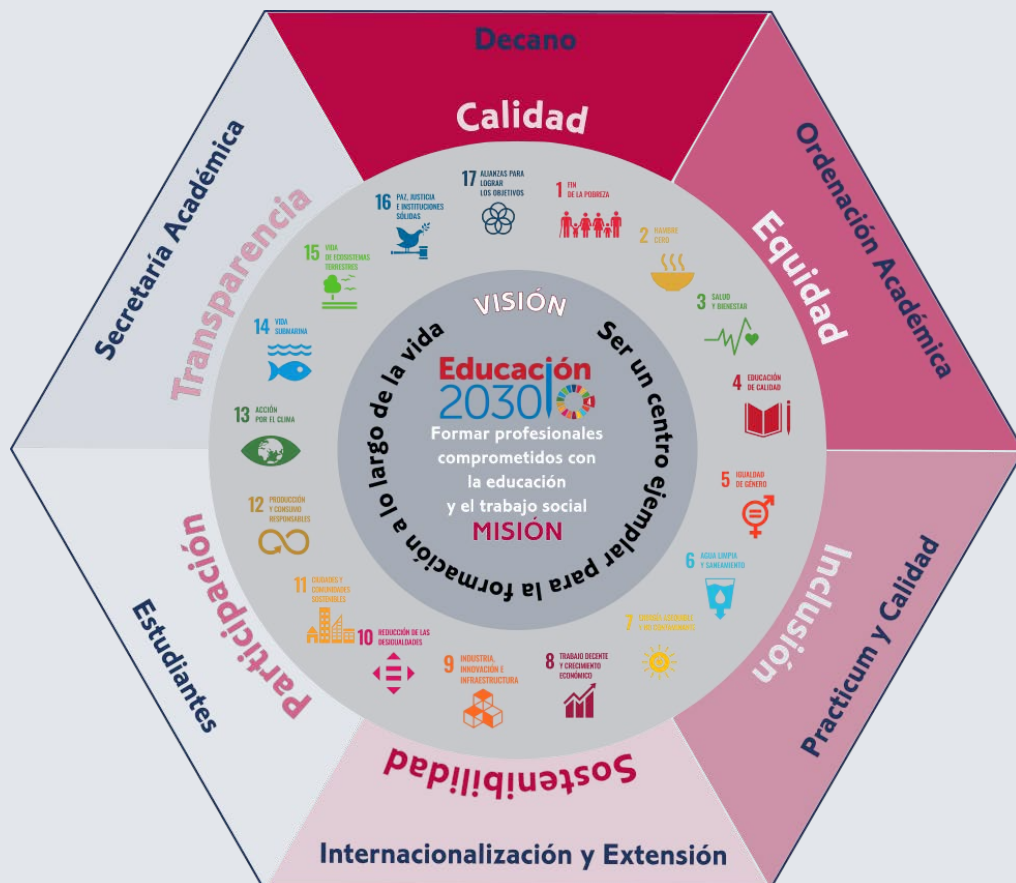 Decano
Calidad
Ordenación Académica
Equidad
Practicum y Calidad
Inclusión
Internacionalización y Extensión
Sostenibilidad
Estudiantes
Participación
Secretaría Académica
Transparencia
1 FIN
DE LA POBREZA
2 HAMBRE
CERO
3 SALUD
Y BIENESTAR
4 EDUCACIÓN
DE CALIDAD
5 IGUALDAD
DE GÉNERO
6 AGUA LIMPIA
Y SANEAMIENTO
7 ENERGÍA ASEQUIBLE
Y NO CONTAMINANTE
8 TRABAJO DECENTE
Y CRECIMIENTO
ECONÓMICO
9 INDUSTRIA,
INNOVACIÓN E
INFRAESTRUCTURA
10 REDUCCIÓN DE LAS
DESIGUALDADES
11 CIUDADES Y
COMUNIDADES
SOSTENIBLES
12 PRODUCCIÓN
Y CONSUMO
RESPONSABLES
13 ACCIÓN
POR EL CLIMA
14 VIDA
SUBMARINA
15 VIDA
DE ECOSISTEMAS
TERRESTRES
16 PAZ, JUSTICIA
E INSTITUCIONES
SÓLIDAS
17 ALIANZAS PARA
LOGRAR
LOS OBJETIVOS
VISIÓN
Ser un centro ejemplar para la formación a lo largo de la vida
Educación
2030
4
Formar profesionales
comprometidos con
la educación
y el trabajo social
MISIÓN